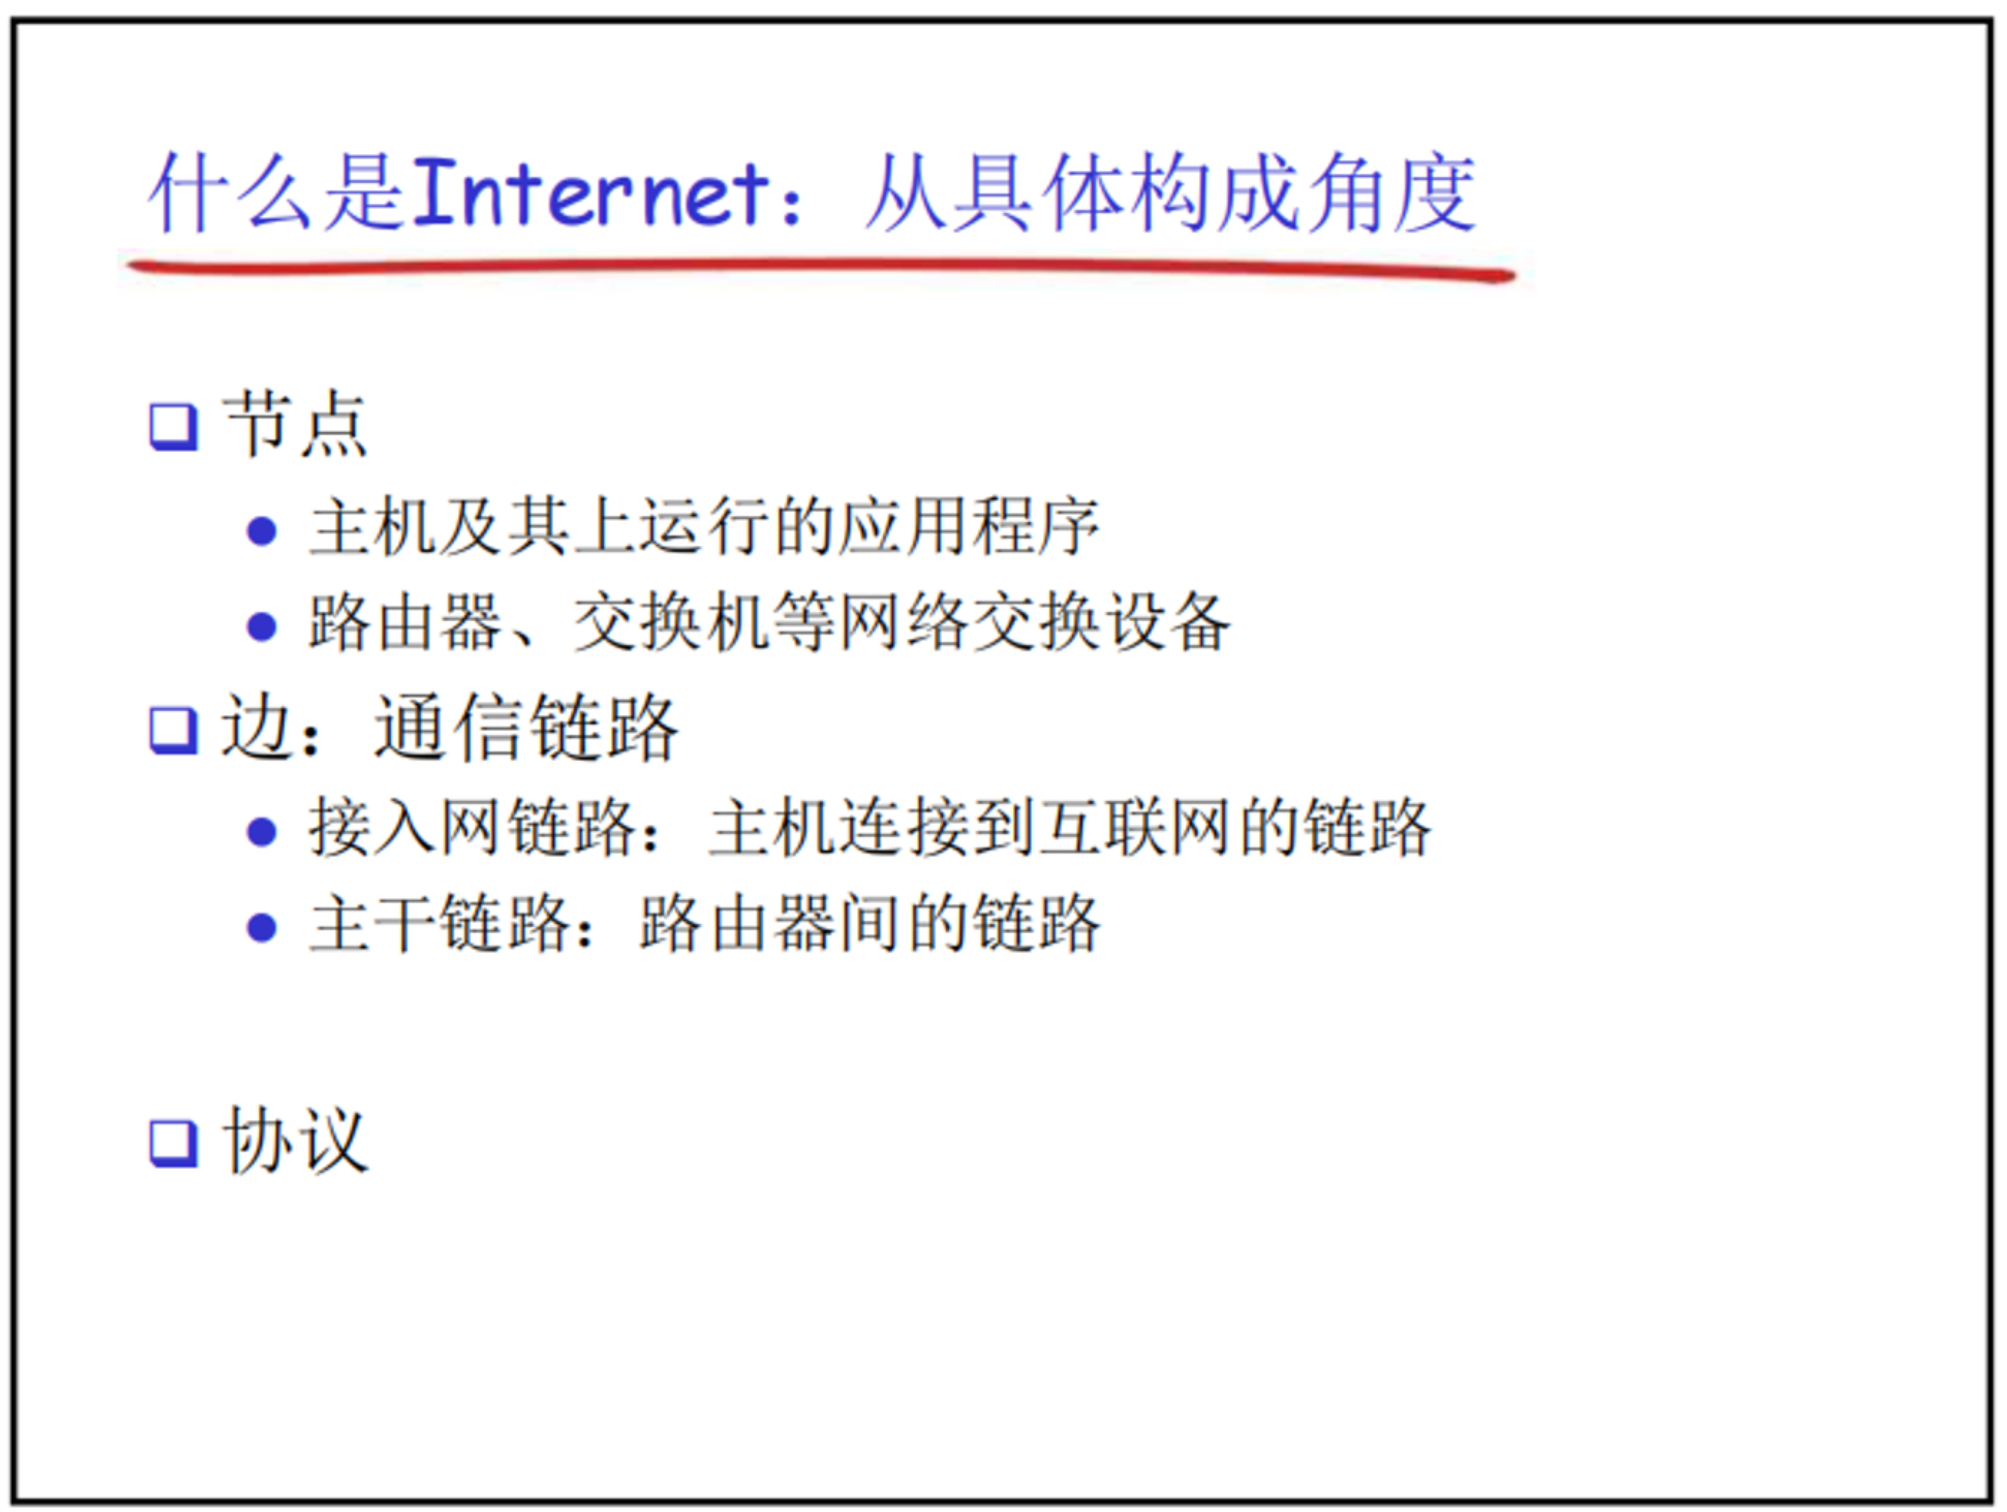 什么是Internet：从具体构成角度
节点
主机及其上运行的应用程序
路由器、交换机等网络交换设备
边：通信链路
接入网链路：主机连接到互联网的链路
主干链路：路由器间的链路
协议